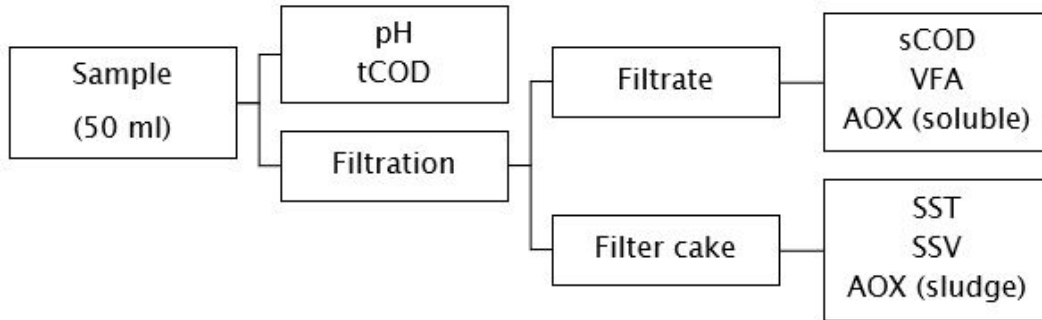 Sample
(50 ml)
pH
tCOD
Filtration
Filtrate
Filter cake
sCOD
VFA
AOX (soluble)
SST
SSV
AOX (sludge)